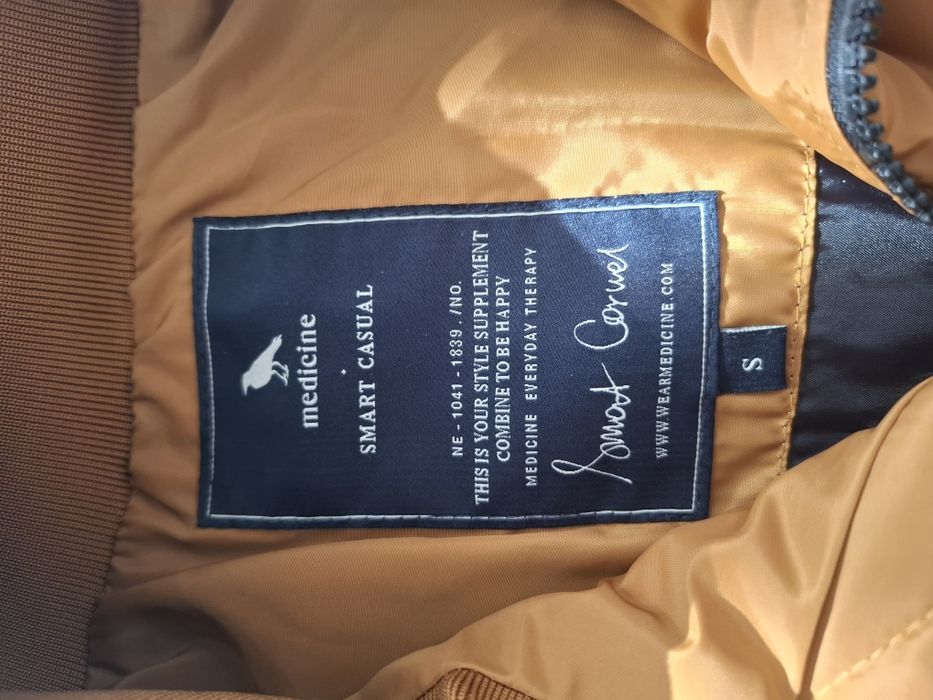 medicine
SMART CASUAL
NE - 1041 - 1839 . /NO.
THIS IS YOUR STYLE SUPPLEMENT
COMBINE TO BE HAPPY
MEDICINE EVERYDAY THERAPY
WWW.WEARMEDICINE.COM
S